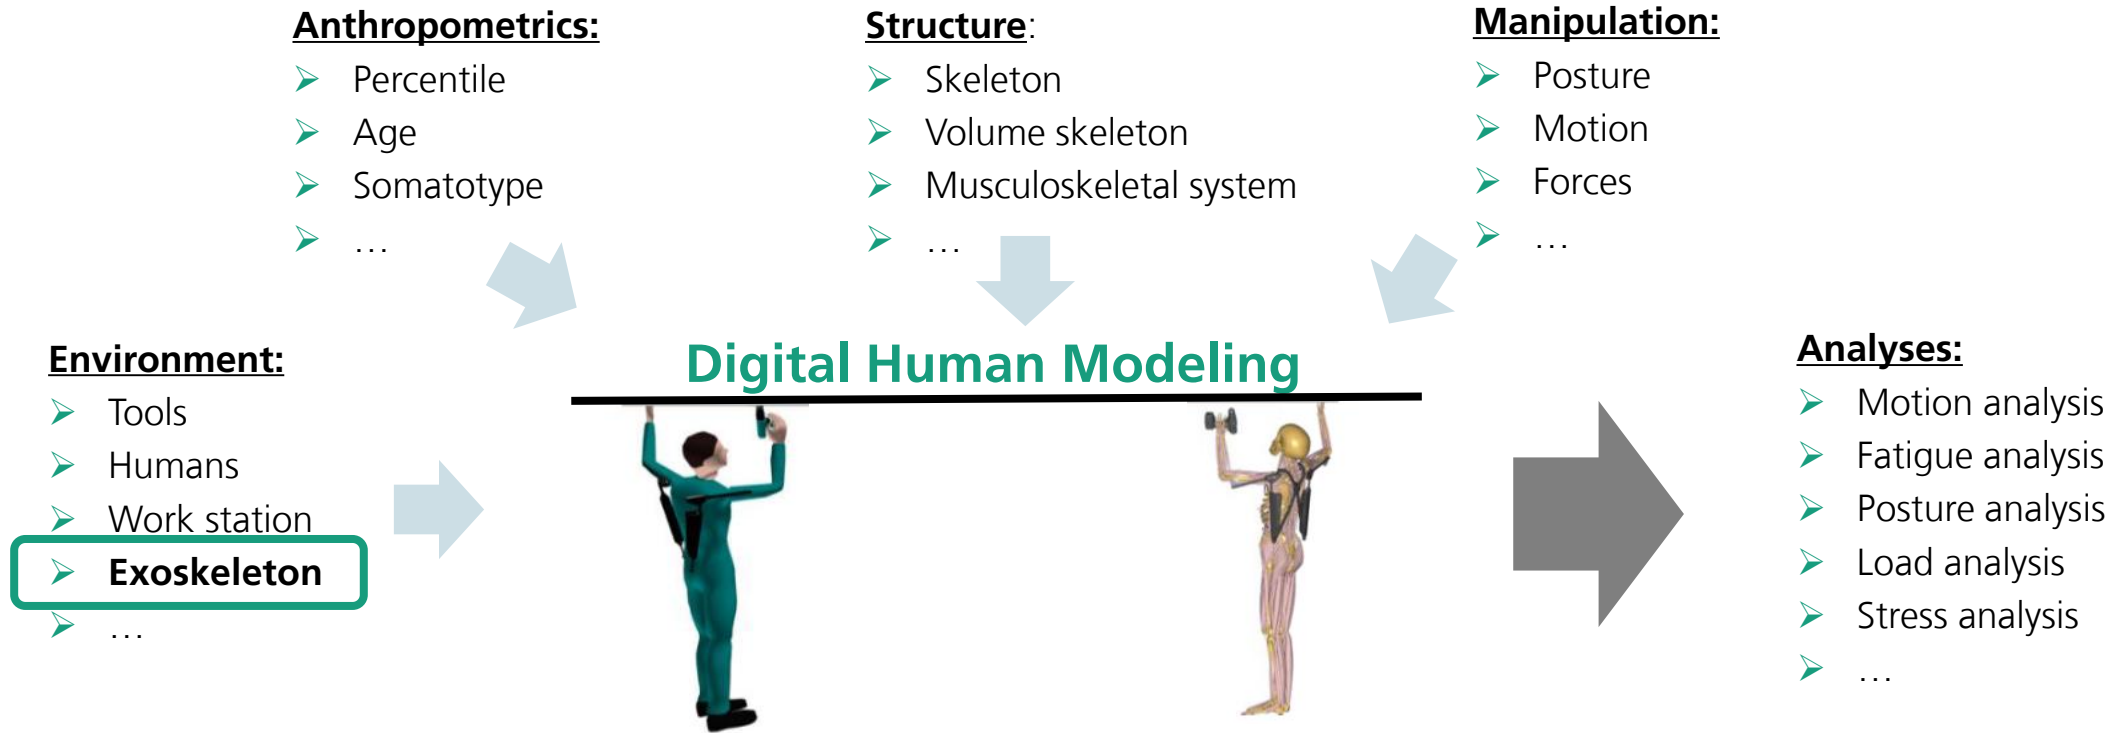 Anthropometrics:
➢ Percentile
➢ Age
➢ Somatotype
➢ …
Structure:
➢ Skeleton
➢ Volume skeleton
➢ Musculoskeletal system
➢ …
Manipulation:
➢ Posture
➢ Motion
➢ Forces
➢ …
Environment:
➢ Tools
➢ Humans
➢ Work station
➢ Exoskeleton
➢ …
Digital Human Modeling
Analyses:
➢ Motion analysis
➢ Fatigue analysis
➢ Posture analysis
➢ Load analysis
➢ Stress analysis
➢ …